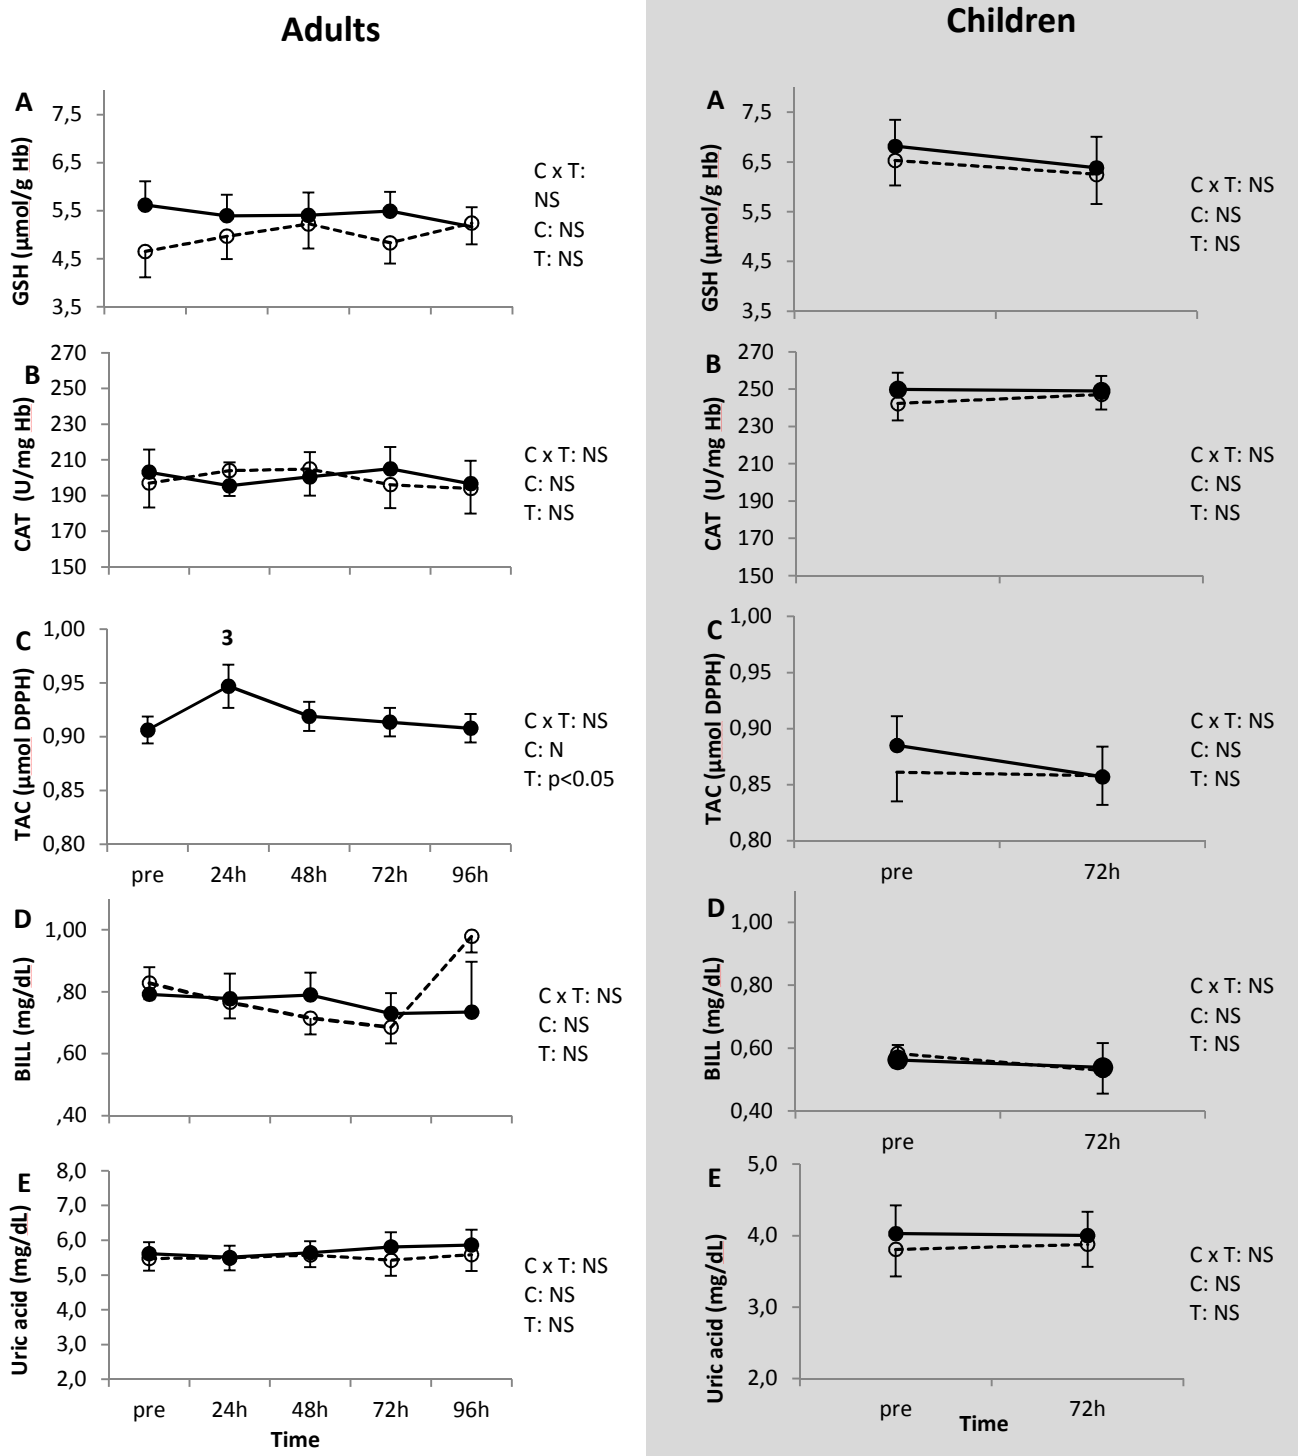 Adults
A
GSH (µmol/g Hb)
7,5
6,5
5,5
4,5
3,5
C x T:
NS
C: NS
T: NS
B
CAT (U/mg Hb)
270
250
230
210
190
170
150
C x T: NS
C: NS
T: NS
C
TAC (µmol DPPH)
1,00
0,95
0,90
0,85
0,80
3
C x T: NS
C: N
T: p<0.05
pre 24h 48h 72h 96h
D
BILL (mg/dL)
1,00
,80
,60
,40
C x T: NS
C: NS
T: NS
E
Uric acid (mg/dL)
8,0
7,0
6,0
5,0
4,0
3,0
2,0
C x T: NS
C: NS
T: NS
pre 24h 48h 72h 96h
Time
Children
A
GSH (µmol/g Hb)
7,5
6,5
5,5
4,5
3,5
C x T: NS
C: NS
T: NS
B
CAT (U/mg Hb)
270
250
230
210
190
170
150
C x T: NS
C: NS
T: NS
C
TAC (µmol DPPH)
1,00
0,95
0,90
0,85
0,80
C x T: NS
C: NS
T: NS
pre 72h
D
BILL (mg/dL)
1,00
0,80
0,60
0,40
C x T: NS
C: NS
T: NS
pre 72h
E
Uric acid (mg/dL)
5,0
4,0
3,0
2,0
C x T: NS
C: NS
T: NS
pre 72h
Time